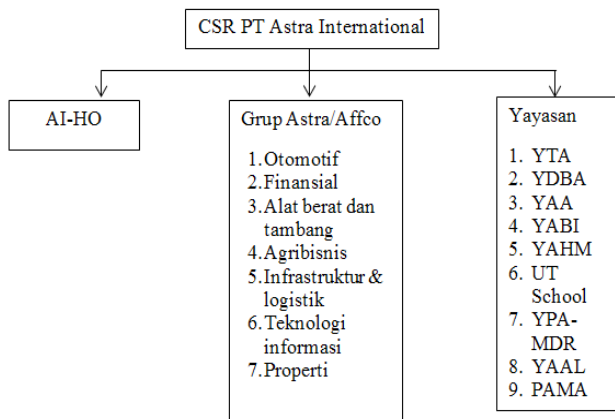 CSR PT Astra International
AI-HO
Grup Astra/Affco
1.Otomotif
2.Finansial
3.Alat berat dan
tambang
4.Agribisnis
5.Infrastruktur &
logistik
6.Teknologi
informasi
7.Properti
Yayasan
1. YTA
2. YDBA
3. YAA
4. YABI
5. YAHM
6. UT
School
7. YPA-
MDR
8. YAAL
9. PAMA